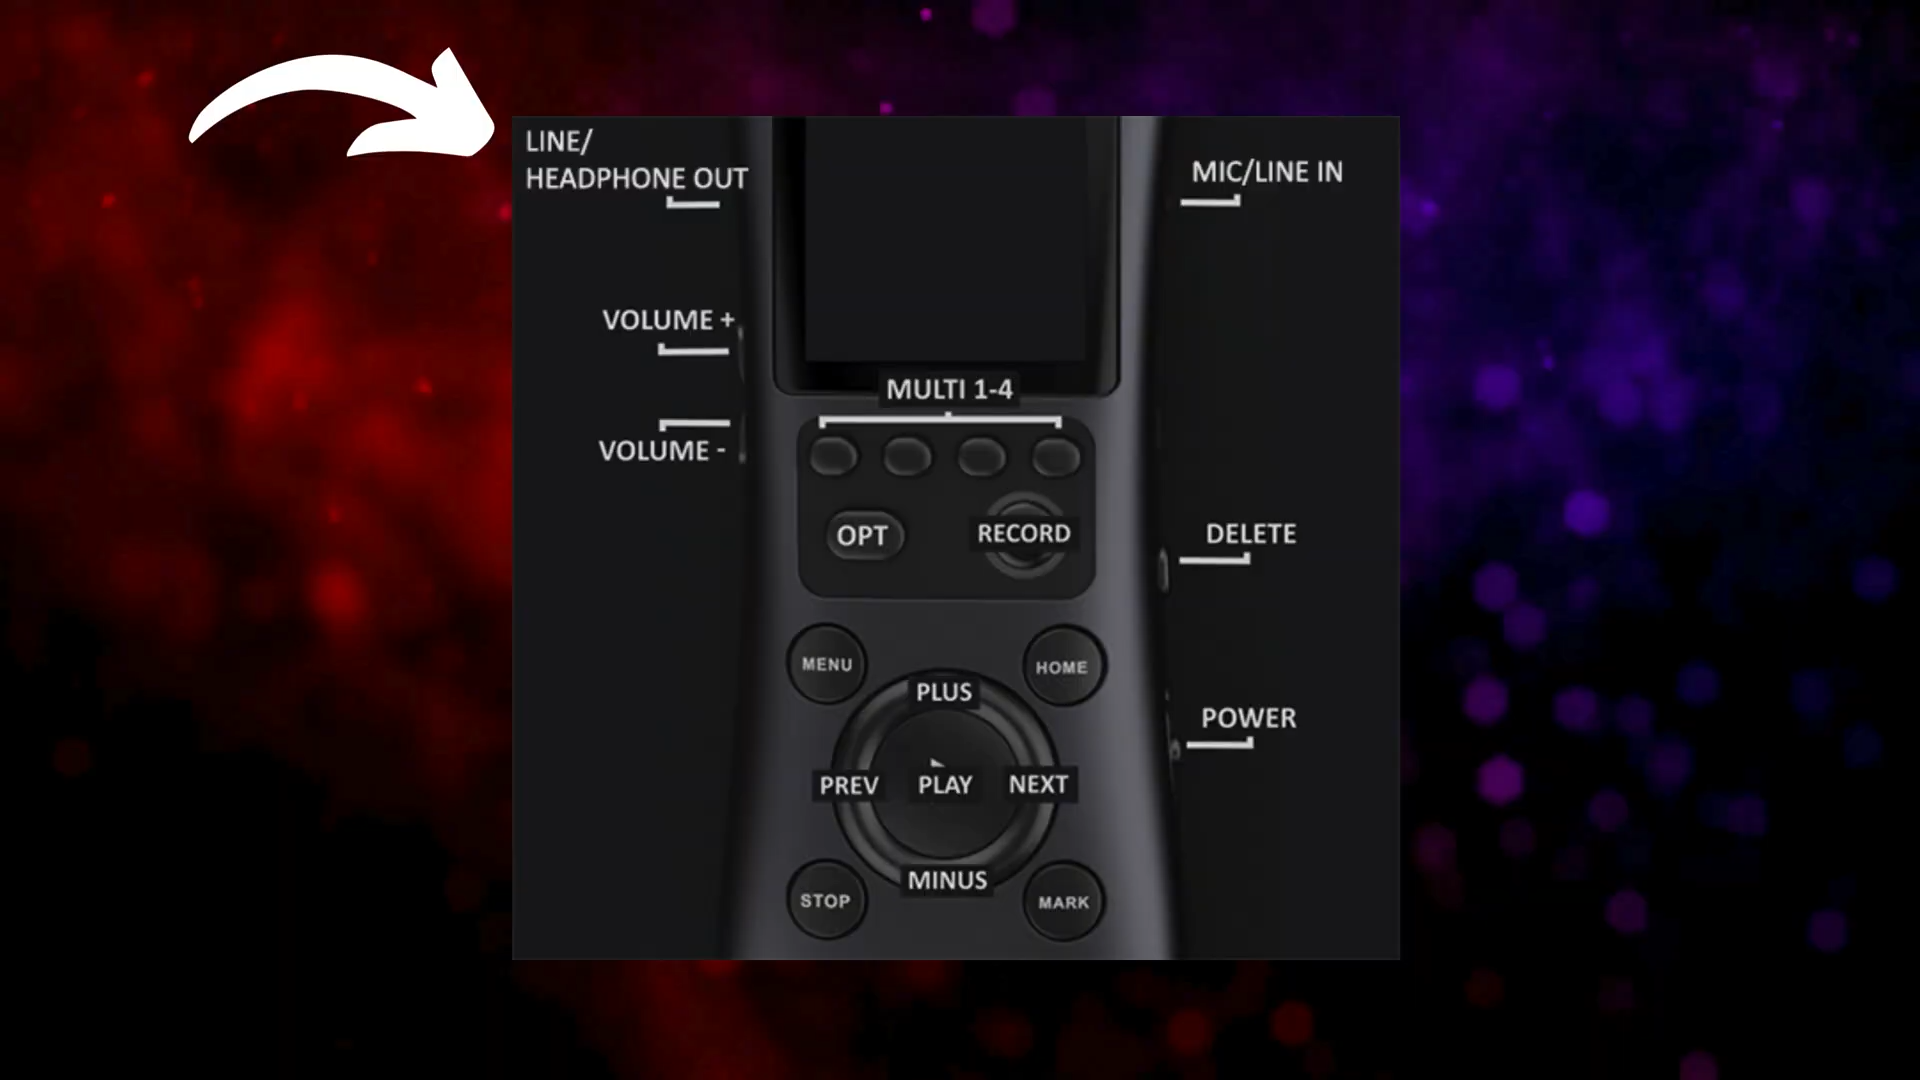 LINE/
HEADPHONE OUT
MIC/LINE IN
VOLUME +
MULTI 1-4
VOLUME -
OPT
RECORD
DELETE
MENU
HOME
PLUS
POWER
PREV
PLAY
NEXT
MINUS
STOP
MARK